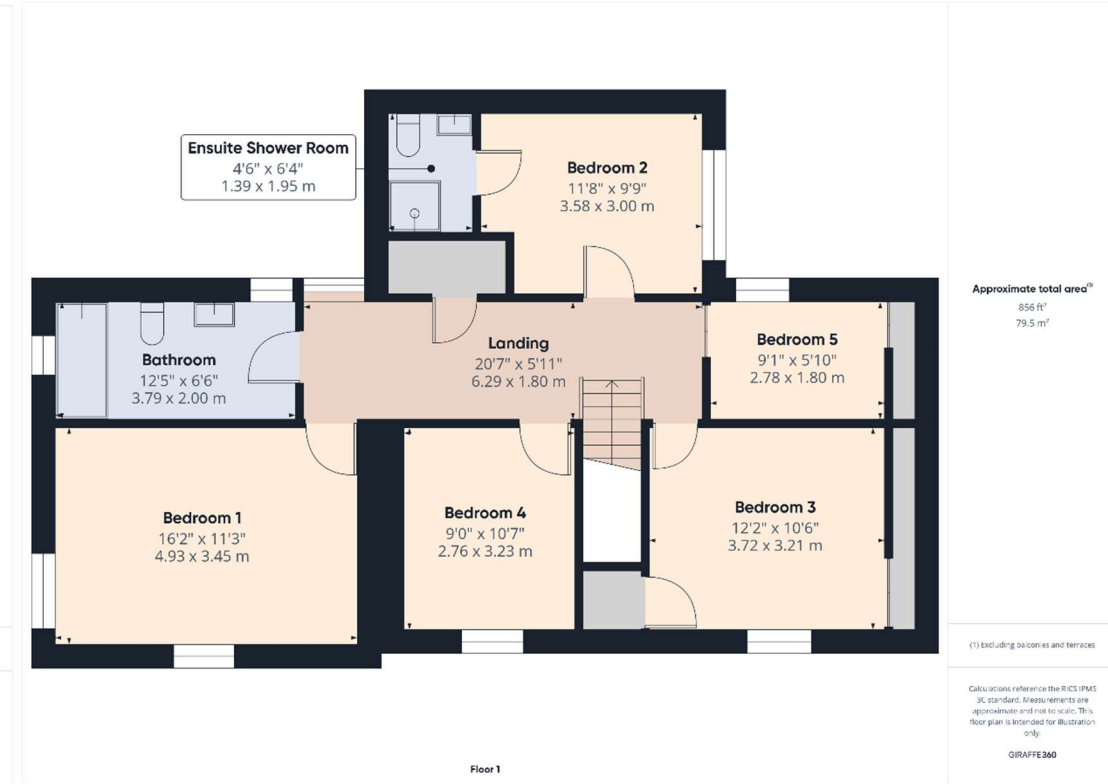 Ensuite Shower Room
4'6" x 6'4"
1.39 x 1.95 m
Bedroom 2
11'8" x 9'9"
3.58 x 3.00 m
Bathroom
12'5" x 6'6"
3.79 x 2.00 m
Landing
20'7" x 5'11"
6.29 x 1.80 m
Bedroom 5
9'1" x 5'10"
2.78 x 1.80 m
Bedroom 1
16'2" x 11'3"
4.93 x 3.45 m
Bedroom 4
9'0" x 10'7"
2.76 x 3.23 m
Bedroom 3
12'2" x 10'6"
3.72 x 3.21 m
Floor 1
Approximate total area⁽¹⁾
856 ft²
79.5 m²
(1) Excluding balconies and terraces
Calculations reference the RICS IPMS
3C standard. Measurements are
approximate and not to scale. This
floor plan is intended for illustration
only.
GIRAFFE360